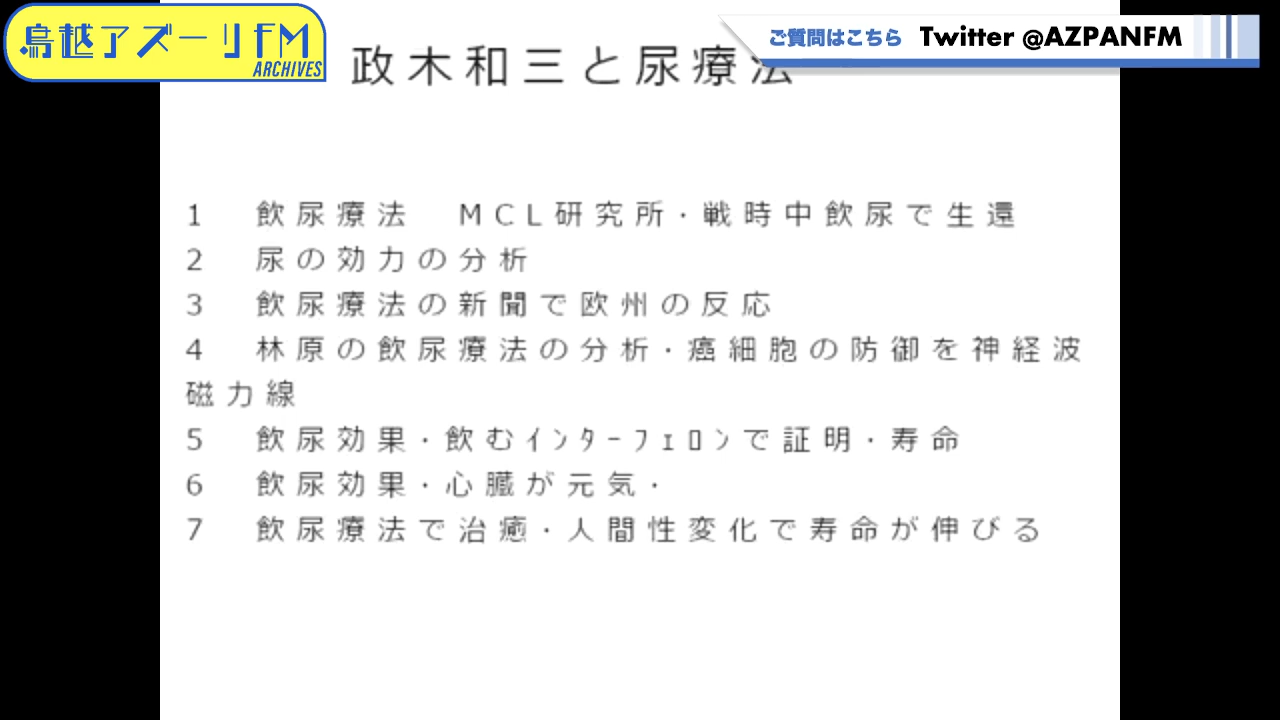 鳥越アズーリFM
ARCHIVES
ご質問はこちら Twitter @AZPANFM
政木和三と尿療法
1 飲尿療法 MCL研究所・戦時中飲尿で生還
2 尿の効力の分析
3 飲尿療法の新聞で欧州の反応
4 林原の飲尿療法の分析・癌細胞の防御を神経波
磁力線
5 飲尿効果・飲むｲﾝﾀｰﾌｪﾛﾝで証明・寿命
6 飲尿効果・心臓が元気・
7 飲尿療法で治癒・人間性変化で寿命が伸びる